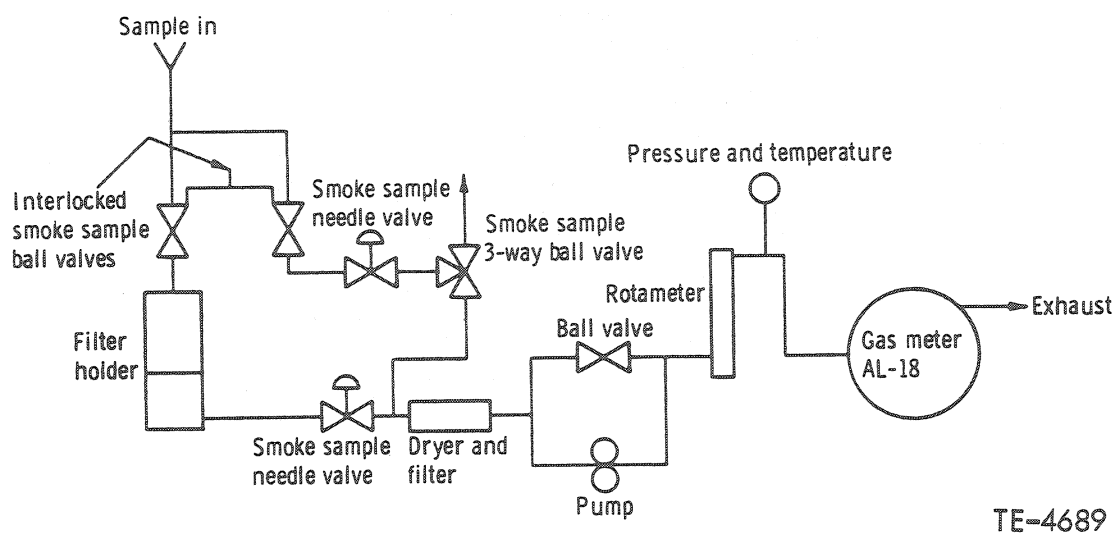 Sample in
Pressure and temperature
Interlocked
smoke sample
ball valves
Smoke sample
needle valve
Smoke sample
3-way ball valve
Rotameter
Exhaust
Ball valve
Gas meter
AL-18
Filter
holder
Smoke sample
needle valve
Dryer and
filter
Pump
TE-4689